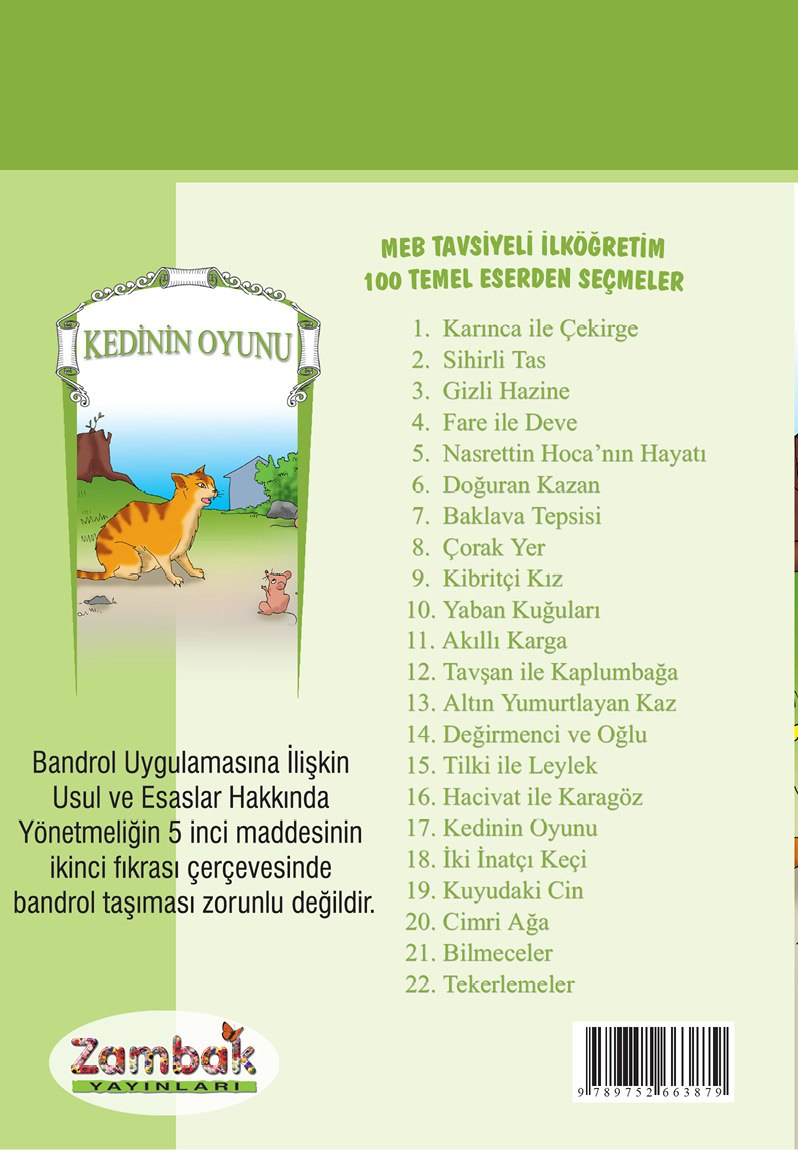 MEB TAVSİYELİ İLKÖĞRETİM
100 TEMEL ESERDEN SEÇMELER
KEDİNİN OYUNU
1. Karınca ile Çekirge
2. Sihirli Tas
3. Gizli Hazine
4. Fare ile Deve
5. Nasrettin Hoca’nın Hayatı
6. Doğuran Kazan
7. Baklava Tepsisi
8. Çorak Yer
9. Kibritçi Kız
10. Yaban Kuğuları
11. Akıllı Karga
12. Tavşan ile Kaplumbağa
13. Altın Yumurtlayan Kaz
14. Değirmenci ve Oğlu
15. Tilki ile Leylek
16. Hacivat ile Karagöz
17. Kedinin Oyunu
18. İki İnatçı Keçi
19. Kuyudaki Cin
20. Cimri Ağa
21. Bilmeceler
22. Tekerlemeler
Bandrol Uygulamasına İlişkin
Usul ve Esaslar Hakkında
Yönetmeliğin 5 inci maddesinin
ikinci fıkrası çerçevesinde
bandrol taşıması zorunlu değildir.
Zambak
YAYINLARI
9 789752 663879